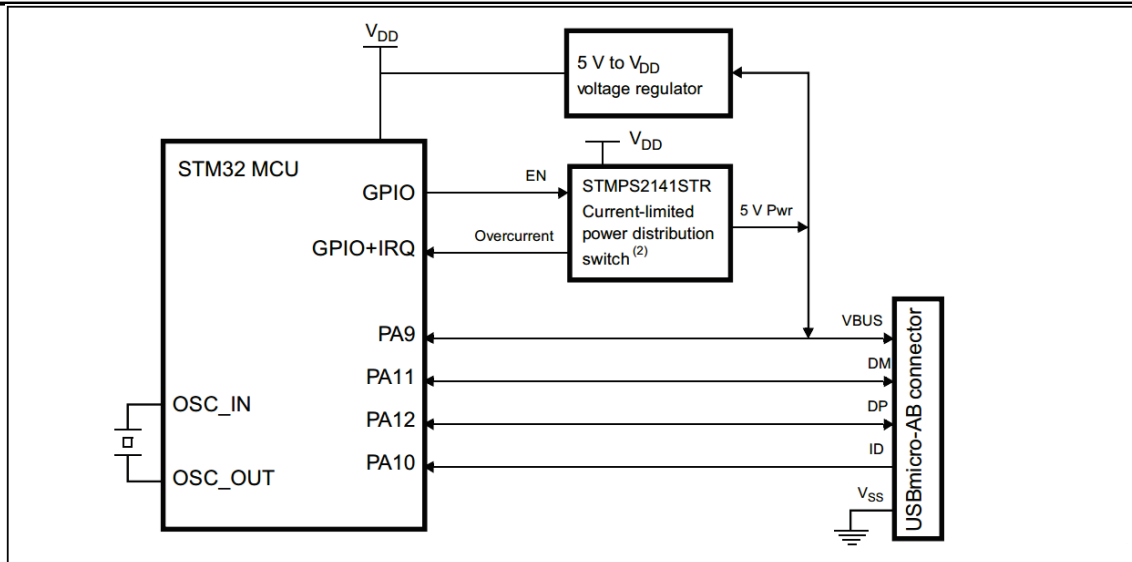 VDD
5 V to VDD
voltage regulator
VDD
STM32 MCU
GPIO
EN
STMPS2141STR
Current-limited
power distribution
switch (2)
5 V Pwr
GPIO+IRQ
Overcurrent
PA9
VBUS
PA11
DM
PA12
DP
PA10
ID
VSS
OSC_IN
OSC_OUT
USBmicro-AB connector